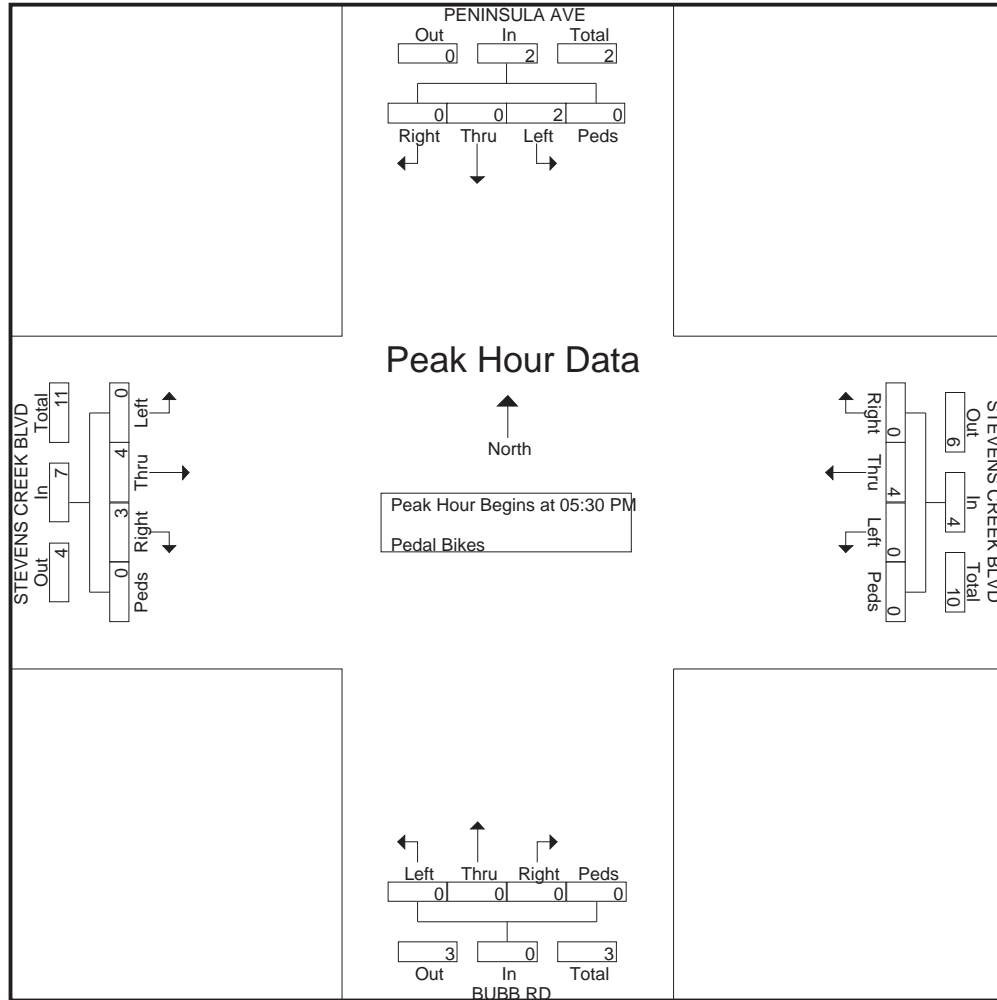 PENINSULA AVE
Out In Total
0 2 2
0 0 2 0
Right Thru Left Peds
Peak Hour Data
North
Peak Hour Begins at 05:30 PM
Pedal Bikes
STEVENS CREEK BLVD
Total In Out
11 7 4
0 4 3 0
Left Thru Right Peds
STEVENS CREEK BLVD
Out In Total
6 4 10
0 4 0 0
Right Thru Left Peds
Left Thru Right Peds
0 0 0 0
3 0 3
Out In Total
BUBB RD